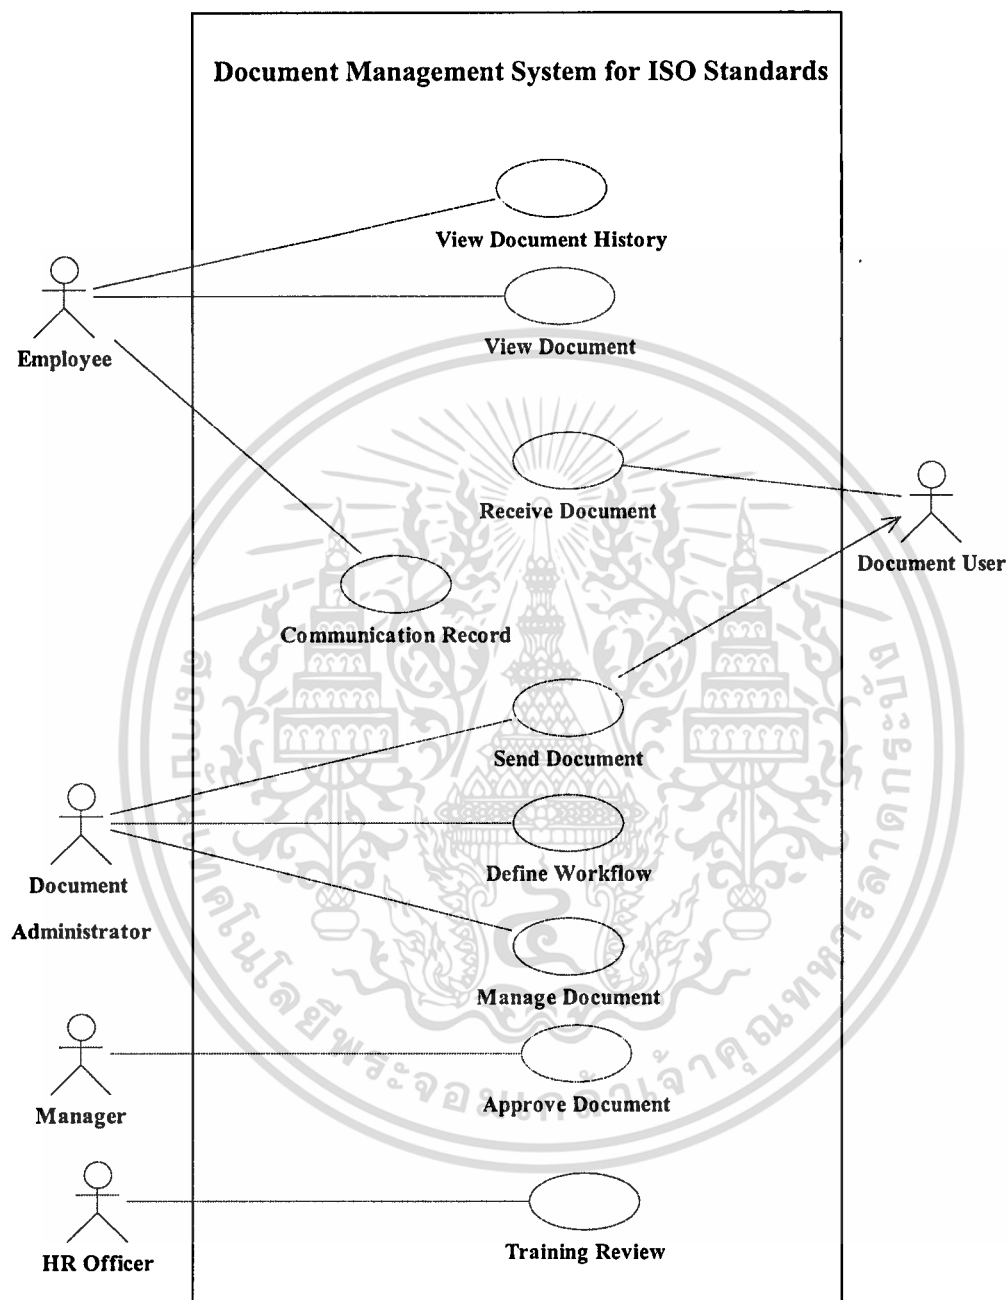 Document Management System for ISO Standards
View Document History
View Document
Employee
Receive Document
Document User
Communication Record
Send Document
Define Workflow
Document
Administrator
Manage Document
Manager
Approve Document
HR Officer
Training Review